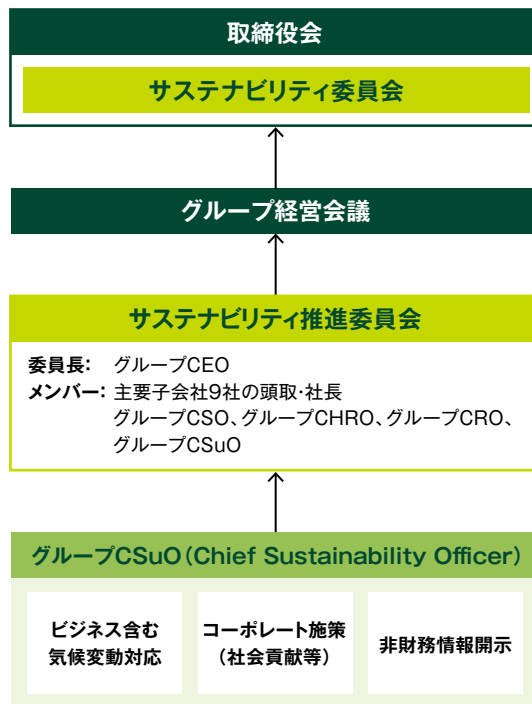 取締役会
サステナビリティ委員会
グループ経営会議
サステナビリティ推進委員会
委員長: グループCEO
メンバー: 主要子会社9社の頭取・社長
グループCSO、グループCHRO、グループCRO、
グループCSuO
グループCSuO(Chief Sustainability Officer)
ビジネス含む
気候変動対応
コーポレート施策
(社会貢献等)
非財務情報開示